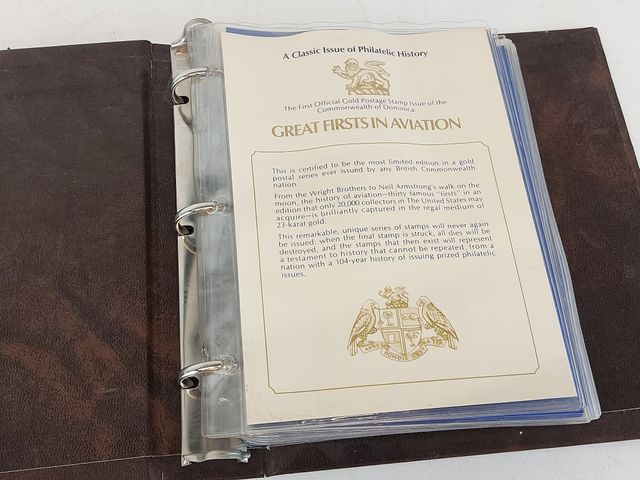 A Classic Issue of Philatelic History
The First Official Gold Postage Stamp Issue of the
Commonwealth of Dominica:
GREAT FIRSTS IN AVIATION
This is certified to be the most limited edition in a gold
postal series ever issued by any British Commonwealth
nation.
From the Wright Brothers to Neil Armstrong's walk on the
moon, the history of aviation—thirty famous "firsts" in an
edition that only 20,000 collectors in The United States may
acquire—is brilliantly captured in the regal medium of
23-karat gold.
This remarkable, unique series of stamps will never again
be issued: when the final stamp is struck, all dies will be
destroyed, and the stamps that then exist will represent
a testament to history that cannot be repeated, from a
nation with a 104-year history of issuing prized philatelic
issues.